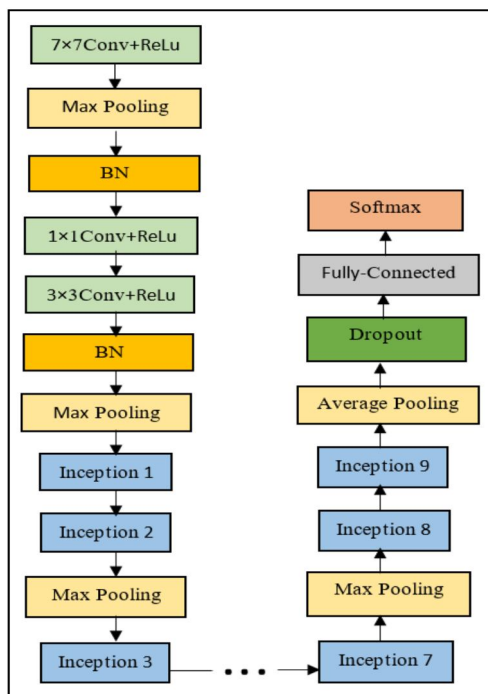 7×7Conv+ReLu
Max Pooling
BN
1×1Conv+ReLu
3×3Conv+ReLu
BN
Max Pooling
Inception 1
Inception 2
Max Pooling
Inception 3
...
Inception 7
Max Pooling
Inception 8
Inception 9
Average Pooling
Dropout
Fully-Connected
Softmax